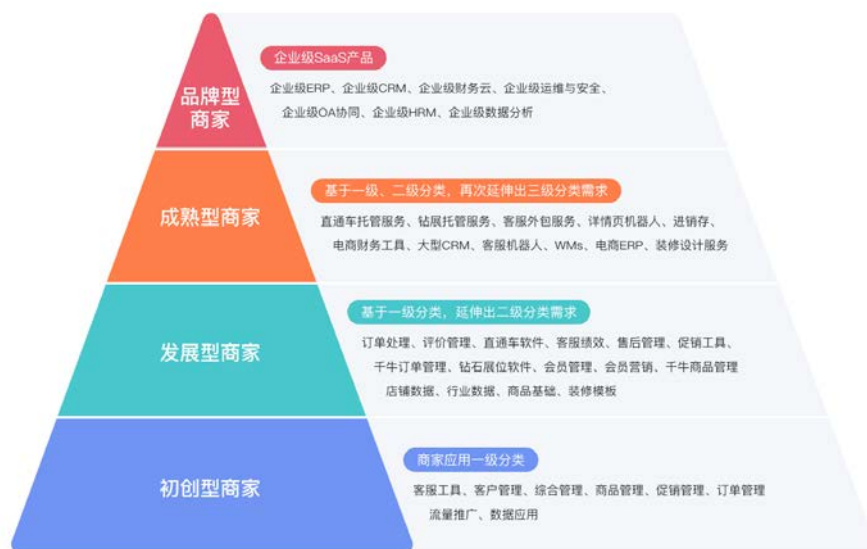 企业级SaaS产品
企业级ERP、企业级CRM、企业级财务云、企业级运维与安全、
企业级OA协同、企业级HRM、企业级数据分析
品牌型
商家
基于一级、二级分类，再次延伸出三级分类需求
直通车托管服务、钻展托管服务、客服外包服务、详情页机器人、进销存、
电商财务工具、大型CRM、客服机器人、WMs、电商ERP、装修设计服务
成熟型商家
基于一级分类，延伸出二级分类需求
订单处理、评价管理、直通车软件、客服绩效、售后管理、促销工具、
千牛订单管理、钻石展位软件、会员管理、会员营销、千牛商品管理
店铺数据、行业数据、商品基础、装修模板
发展型商家
商家应用一级分类
客服工具、客户管理、综合管理、商品管理、促销管理、订单管理
流量推广、数据应用
初创型商家